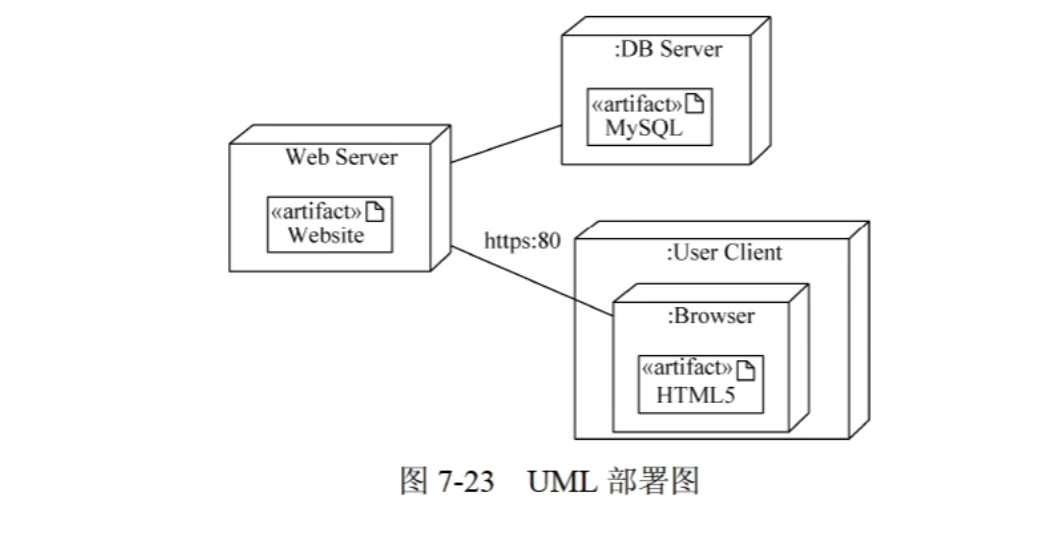 :DB Server
«artifact»
MySQL
Web Server
«artifact»
Website
https:80
:User Client
:Browser
«artifact»
HTML5
图 7-23 UML 部署图